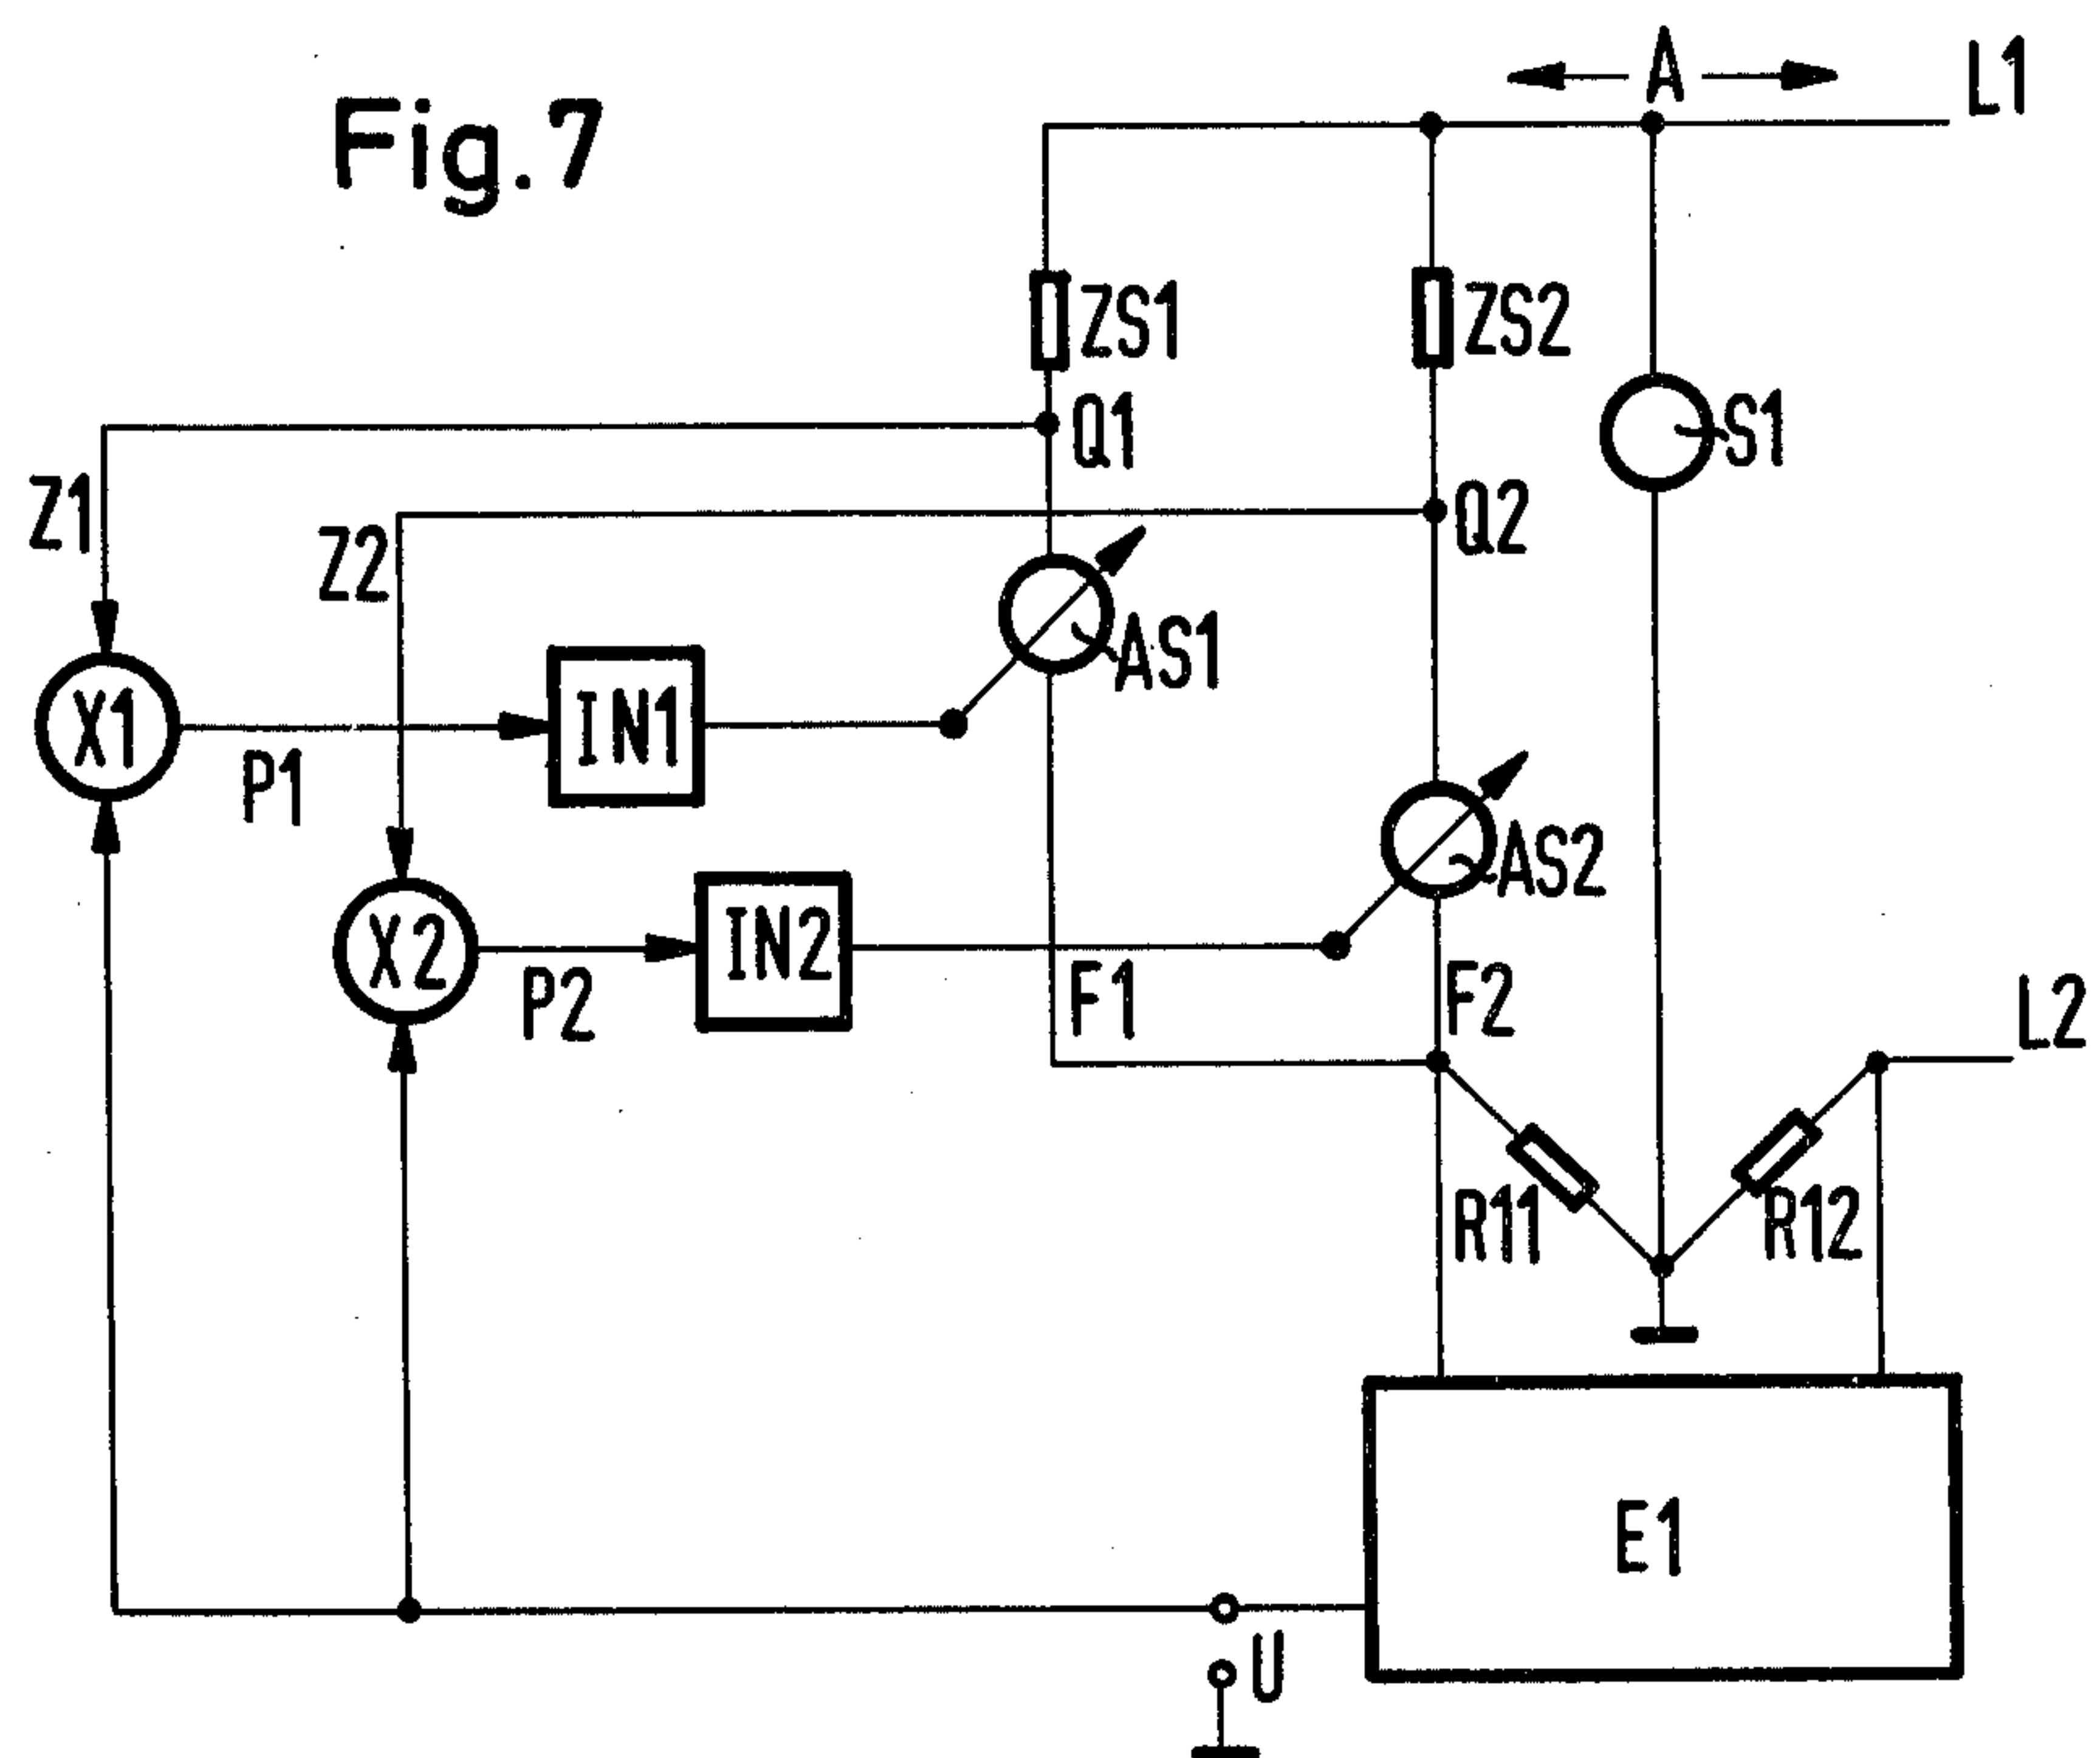 Fig.7
A
L1
ZS1
ZS2
Q1
S1
Z1
Z2
Q2
AS1
X1
IN1
P1
AS2
X2
IN2
P2
F1
F2
L2
R11
R12
E1
U